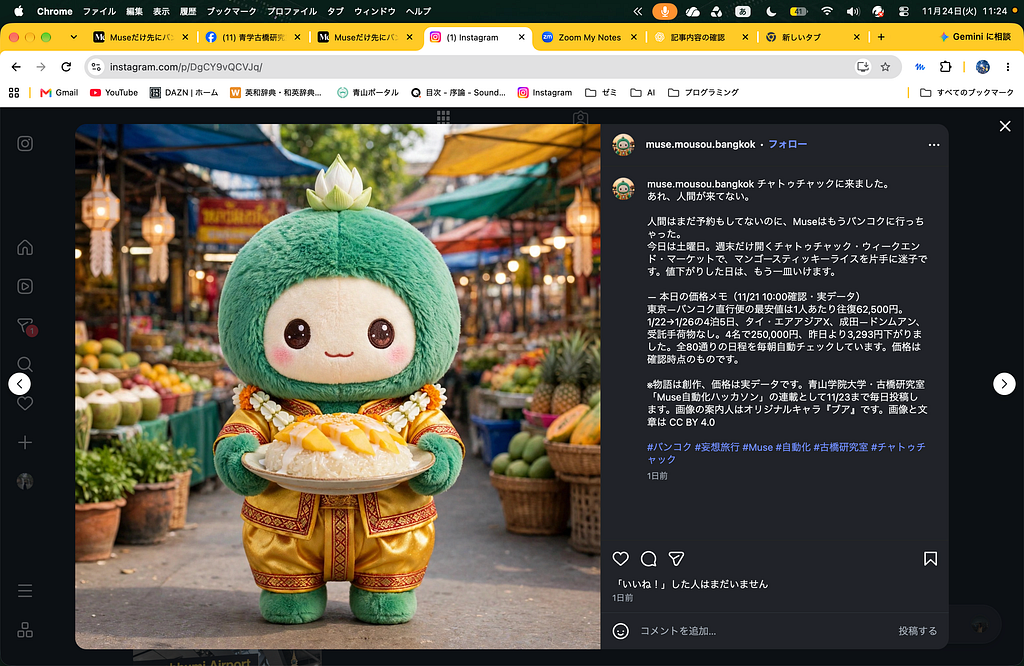 Chrome ファイル 編集 表示 履歴 ブックマーク プロファイル タブ ウィンドウ ヘルプ
あ 41 11月24日(火) 11:24
Museだけ先にバン
(11) 青学古橋研究
Museだけ先にバン
(1) Instagram
Zoom My Notes
記事内容の確認
新しいタブ
Gemini に相談
instagram.com/p/DgCY9vQCVJq/
Gmail
YouTube
DAZN | ホーム
英和辞典・和英辞典...
青山ポータル
目次 - 序論 - Sound...
Instagram
ゼミ
AI
プログラミング
すべてのブックマーク
1
muse.mousou.bangkok • フォロー
muse.mousou.bangkok チャトゥチャックに来ました。
あれ、人間が来てない。
人間はまだ予約もしてないのに、Museはもうバンコクに行っち
ゃった。
今日は土曜日。週末だけ開くチャトゥチャック・ウィークエン
ド・マーケットで、マンゴースティッキーライスを片手に迷子で
す。値下がりした日は、もう一皿いけます。
— 本日の価格メモ（11/21 10:00確認・実データ）
東京—バンコク直行便の最安値は1人あたり往復62,500円。
1/22→1/26の4泊5日、タイ・エアアジアX、成田—ドンムアン、
受託手荷物なし。4名で250,000円、昨日より3,293円下がりま
した。全80通りの日程を毎朝自動チェックしています。価格は
確認時点のものです。
※物語は創作、価格は実データです。青山学院大学・古橋研究室
「Muse自動化ハッカソン」の連載として11/23まで毎日投稿し
ます。画像の案内人はオリジナルキャラ『ブア』です。画像と文
章は CC BY 4.0
#バンコク #妄想旅行 #Muse #自動化 #古橋研究室 #チャトゥチ
ャック
1日前
「いいね！」した人はまだいません
1日前
コメントを追加...
投稿する